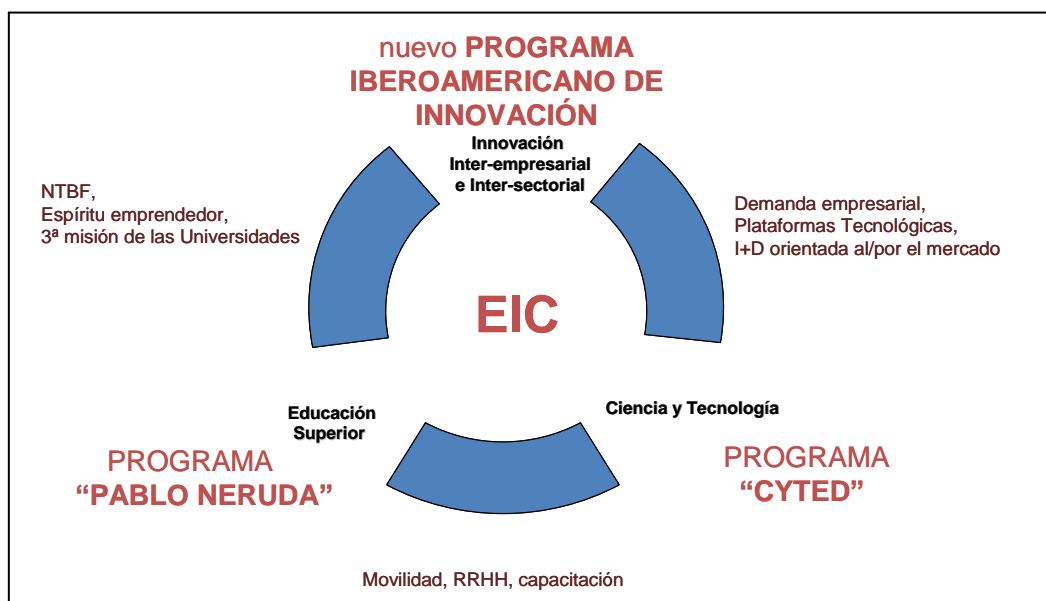 nuevo PROGRAMA
IBEROAMERICANO DE
INNOVACIÓN
Innovación
Inter-empresarial
e Inter-sectorial
NTBF,
Espíritu emprendedor,
3ª misión de las Universidades
Demanda empresarial,
Plataformas Tecnológicas,
I+D orientada al/por el mercado
EIC
Educación
Superior
Ciencia y Tecnología
PROGRAMA
“PABLO NERUDA”
PROGRAMA
“CYTED”
Movilidad, RRHH, capacitación